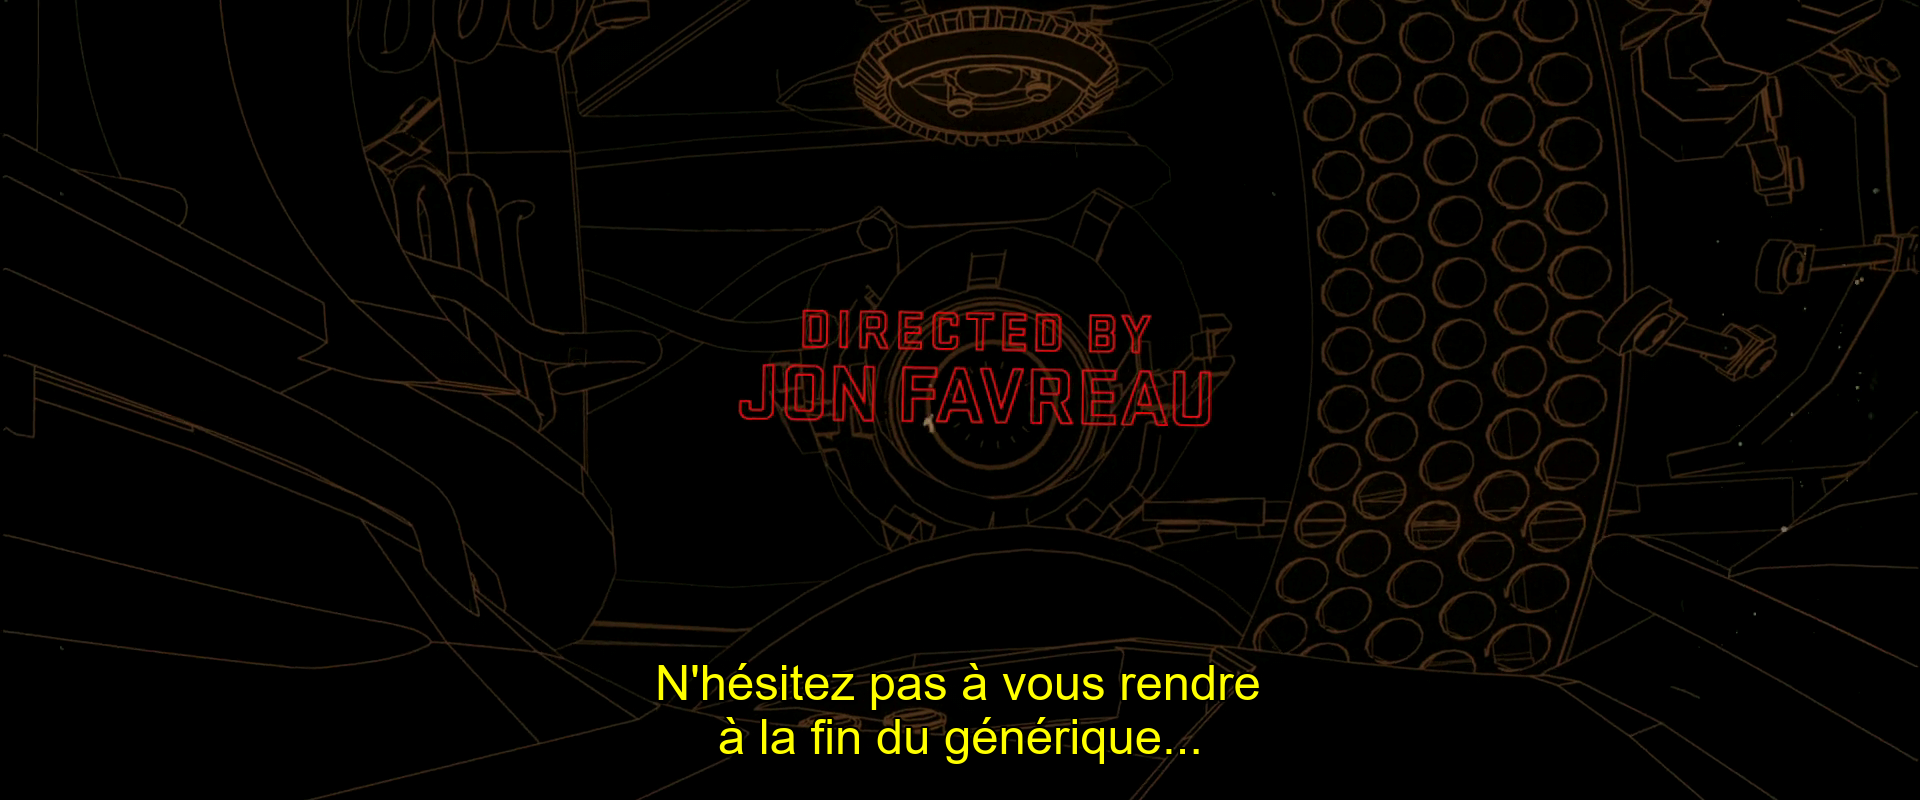 DIRECTED BY
JON FAVREAU
N'hésitez pas à vous rendre
à la fin du générique...